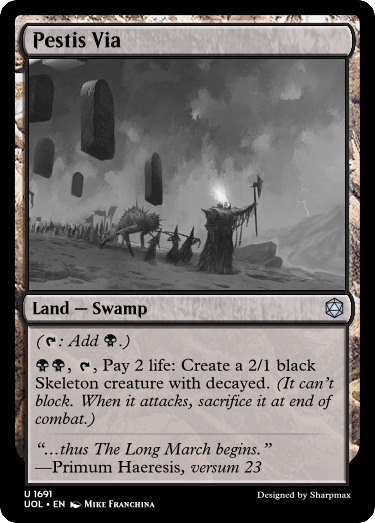 Pestis Via
Land — Swamp
(: Add .)
, , Pay 2 life: Create a 2/1 black
Skeleton creature with decayed. (It can't
block. When it attacks, sacrifice it at end of
combat.)
“…thus The Long March begins.”
—Primum Haeresis, versum 23
U 1691
UOL • EN Mike Franchina
Designed by Sharpmax